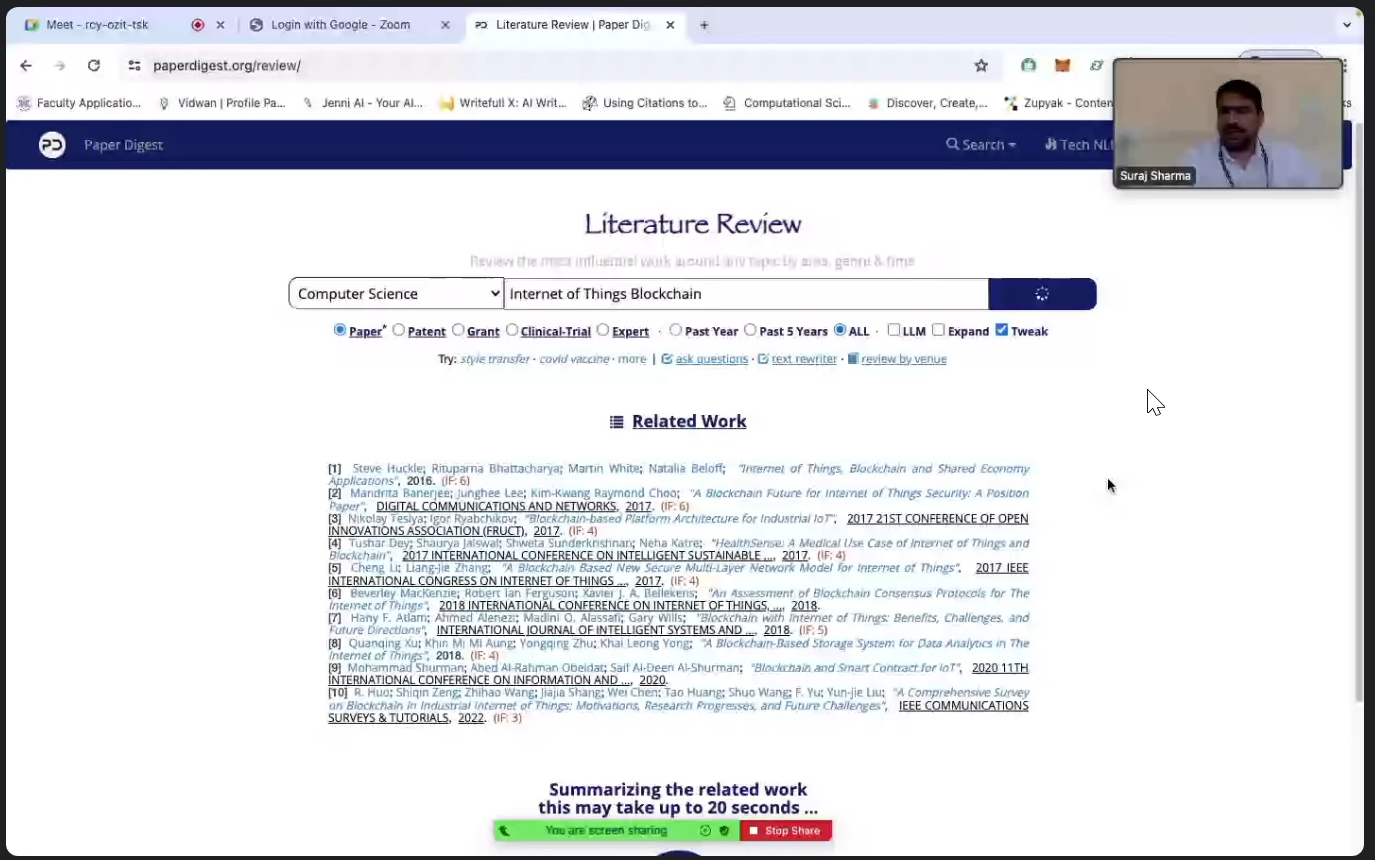 Meet - rcy-ozit-tsk
Login with Google - Zoom
Literature Review | Paper Dig
paperdigest.org/review/
Faculty Applicatio...
Vidwan | Profile Pa...
Jenni AI - Your AI...
Writefull X: AI Writ...
Using Citations to...
Computational Sci...
Discover, Create,...
Zupyak - Conten
Paper Digest
Search
Tech NL
Suraj Sharma
Literature Review
Review the most influential work around any topic by area, genre & time
Computer Science
Internet of Things Blockchain
Paper* Patent Grant Clinical-Trial Expert · Past Year Past 5 Years ALL · LLM Expand Tweak
Try: style transfer · covid vaccine · more | ask questions · text rewriter · review by venue
Related Work
[1] Steve Huckle; Rituparna Bhattacharya; Martin White; Natalia Beloff; "Internet of Things, Blockchain and Shared Economy
Applications", 2016. (IF: 6)
[2] Mandrita Banerjee; Junghee Lee; Kim-Kwang Raymond Choo; "A Blockchain Future for Internet of Things Security: A Position
Paper", DIGITAL COMMUNICATIONS AND NETWORKS, 2017. (IF: 6)
[3] Nikolay Teslya; Igor Ryabchikov; "Blockchain-based Platform Architecture for Industrial IoT", 2017 21ST CONFERENCE OF OPEN
INNOVATIONS ASSOCIATION (FRUCT), 2017. (IF: 4)
[4] Tushar Dey; Shaurya Jaiswal; Shweta Sunderkrishnan; Neha Katre; "HealthSense: A Medical Use Case of Internet of Things and
Blockchain", 2017 INTERNATIONAL CONFERENCE ON INTELLIGENT SUSTAINABLE ..., 2017. (IF: 4)
[5] Cheng Li; Liang-Jie Zhang; "A Blockchain Based New Secure Multi-Layer Network Model for Internet of Things", 2017 IEEE
INTERNATIONAL CONGRESS ON INTERNET OF THINGS ..., 2017. (IF: 4)
[6] Beverley MacKenzie; Robert Ian Ferguson; Xavier J. A. Bellekens; "An Assessment of Blockchain Consensus Protocols for The
Internet of Things", 2018 INTERNATIONAL CONFERENCE ON INTERNET OF THINGS, ..., 2018.
[7] Hany F. Atlam; Ahmed Alenezi; Madini O. Alassafi; Gary Wills; "Blockchain with Internet of Things: Benefits, Challenges, and
Future Directions", INTERNATIONAL JOURNAL OF INTELLIGENT SYSTEMS AND ..., 2018. (IF: 5)
[8] Quanqing Xu; Khin Mi Mi Aung; Yongqing Zhu; Khai Leong Yong; "A Blockchain-Based Storage System for Data Analytics in The
Internet of Things", 2018. (IF: 4)
[9] Mohammad Shurman; Abed Al-Rahman Obeidat; Saif Al-Deen Al-Shurman; "Blockchain and Smart Contract for IoT", 2020 11TH
INTERNATIONAL CONFERENCE ON INFORMATION AND ..., 2020.
[10] R. Huo; Shiqin Zeng; Zhihao Wang; Jiajia Shang; Wei Chen; Tao Huang; Shuo Wang; F. Yu; Yun-jie Liu; "A Comprehensive Survey
on Blockchain in Industrial Internet of Things: Motivations, Research Progresses, and Future Challenges", IEEE COMMUNICATIONS
SURVEYS & TUTORIALS, 2022. (IF: 3)
Summarizing the related work
this may take up to 20 seconds ...
You are screen sharing
Stop Share